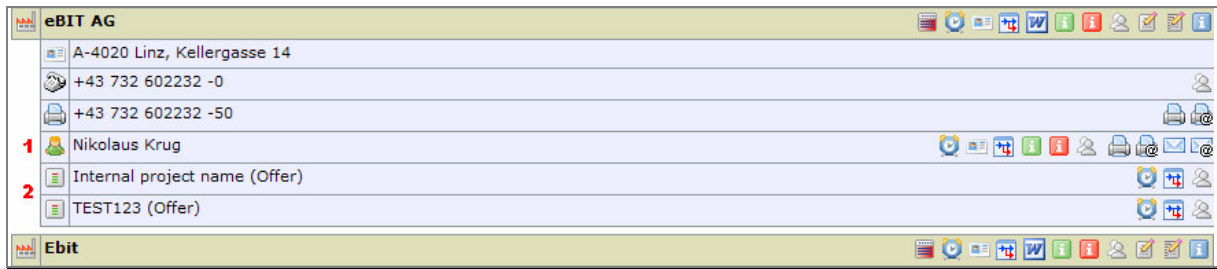 eBIT AG
A-4020 Linz, Kellergasse 14
+43 732 602232 -0
+43 732 602232 -50
1 Nikolaus Krug
2 Internal project name (Offer)
TEST123 (Offer)
Ebit